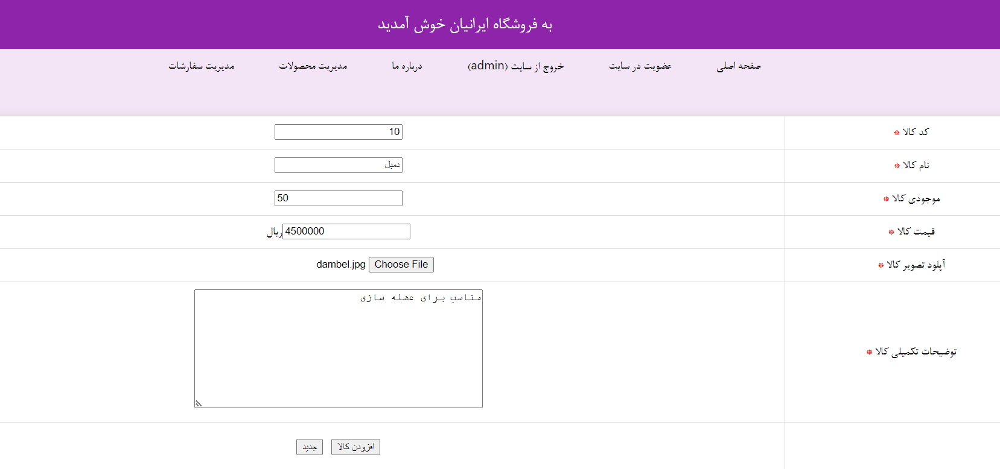 به فروشگاه ایرانیان خوش آمدید
صفحه اصلی عضویت در سایت خروج از سایت (admin) درباره ما مدیریت محصولات مدیریت سفارشات
کد کالا * 10
نام کالا * دمبل
موجودی کالا * 50
قیمت کالا * 4500000 ریال
آپلود تصویر کالا * Choose File dambel.jpg
توضیحات تکمیلی کالا * مناسب برای عضله سازی
افزودن کالا جدید